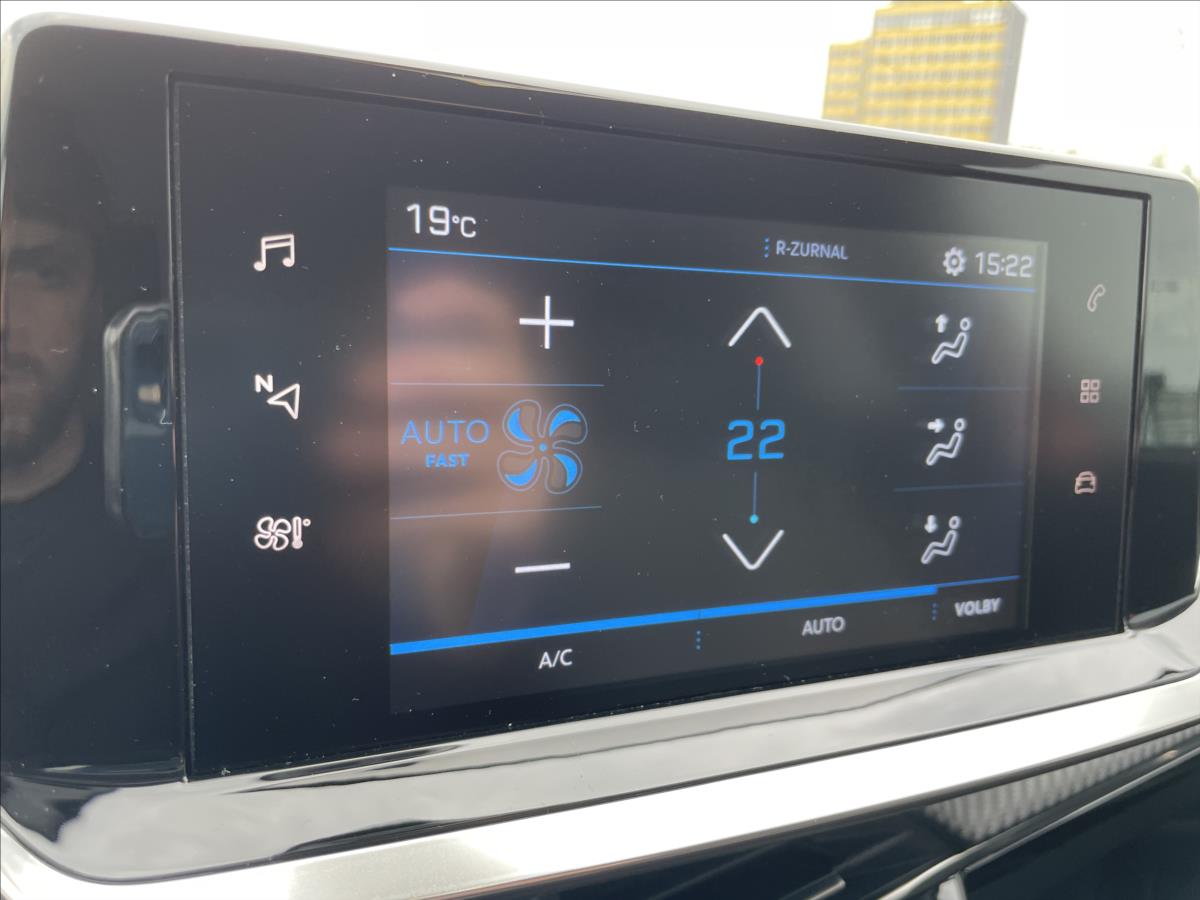 19°C
R-ZURNAL
15:22
N
AUTO
FAST
22
A/C
AUTO
VOLBY